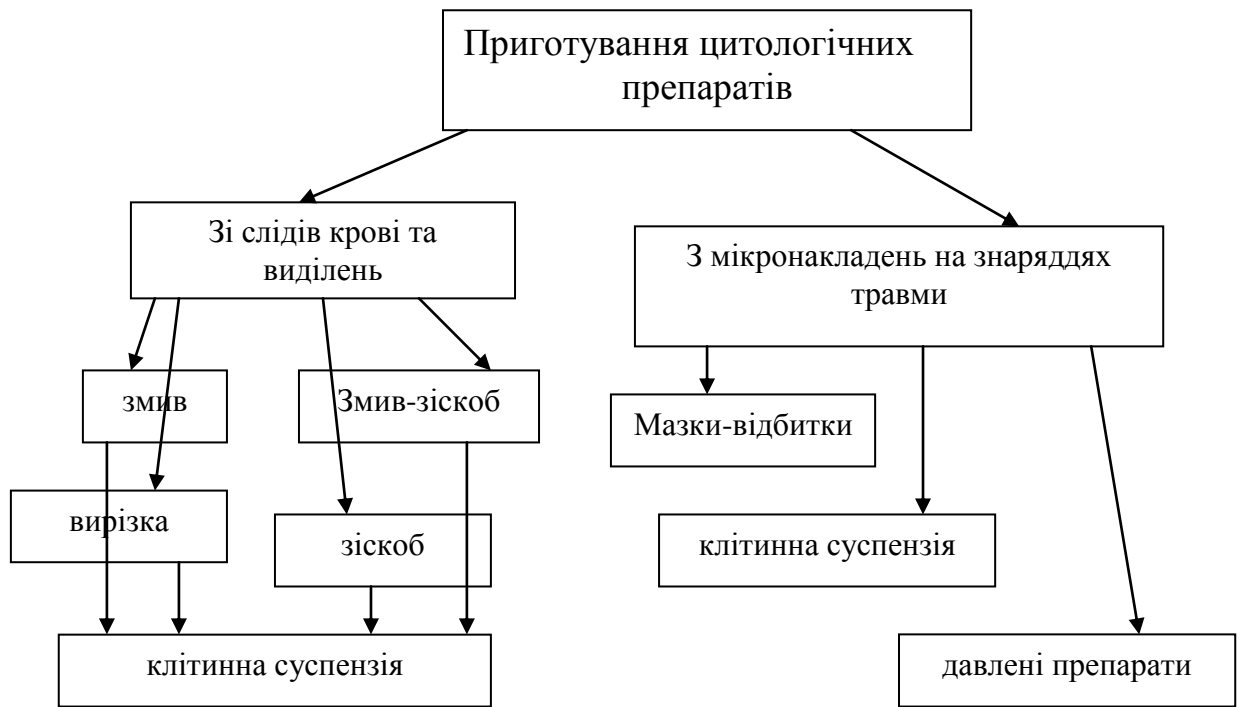 Приготування цитологічних
препаратів
Зі слідів крові та
виділень
З мікронакладень на знаряддях
травми
змив
Змив-зіскоб
Мазки-відбитки
вирізка
зіскоб
клітинна суспензія
клітинна суспензія
давлені препарати